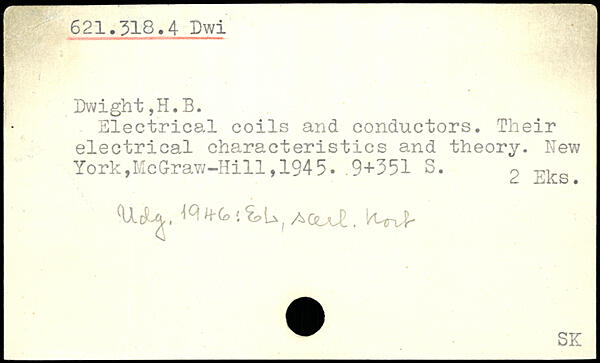 621.318.4 Dwi
Dwight,H.B.
Electrical coils and conductors. Their
electrical characteristics and theory. New
York,McGraw-Hill,1945. 9+351 S.
2 Eks.
Udg. 1946: Eb, særl. kort
SK